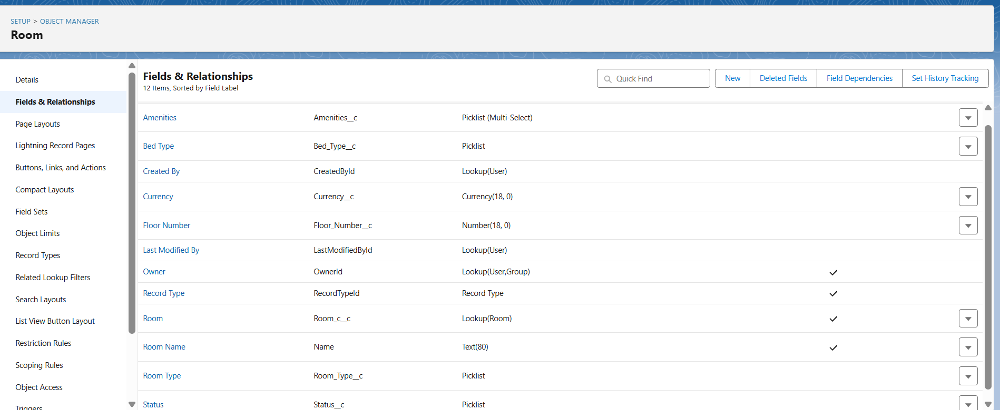 SETUP > OBJECT MANAGER
Room
Details
Fields & Relationships
Page Layouts
Lightning Record Pages
Buttons, Links, and Actions
Compact Layouts
Field Sets
Object Limits
Record Types
Related Lookup Filters
Search Layouts
List View Button Layout
Restriction Rules
Scoping Rules
Object Access
Triggers
Fields & Relationships
12 Items, Sorted by Field Label
Quick Find
New
Deleted Fields
Field Dependencies
Set History Tracking
Amenities Amenities__c Picklist (Multi-Select)
Bed Type Bed_Type__c Picklist
Created By CreatedById Lookup(User)
Currency Currency__c Currency(18, 0)
Floor Number Floor_Number__c Number(18, 0)
Last Modified By LastModifiedById Lookup(User)
Owner OwnerId Lookup(User,Group)
Record Type RecordTypeId Record Type
Room Room_c__c Lookup(Room)
Room Name Name Text(80)
Room Type Room_Type__c Picklist
Status Status__c Picklist